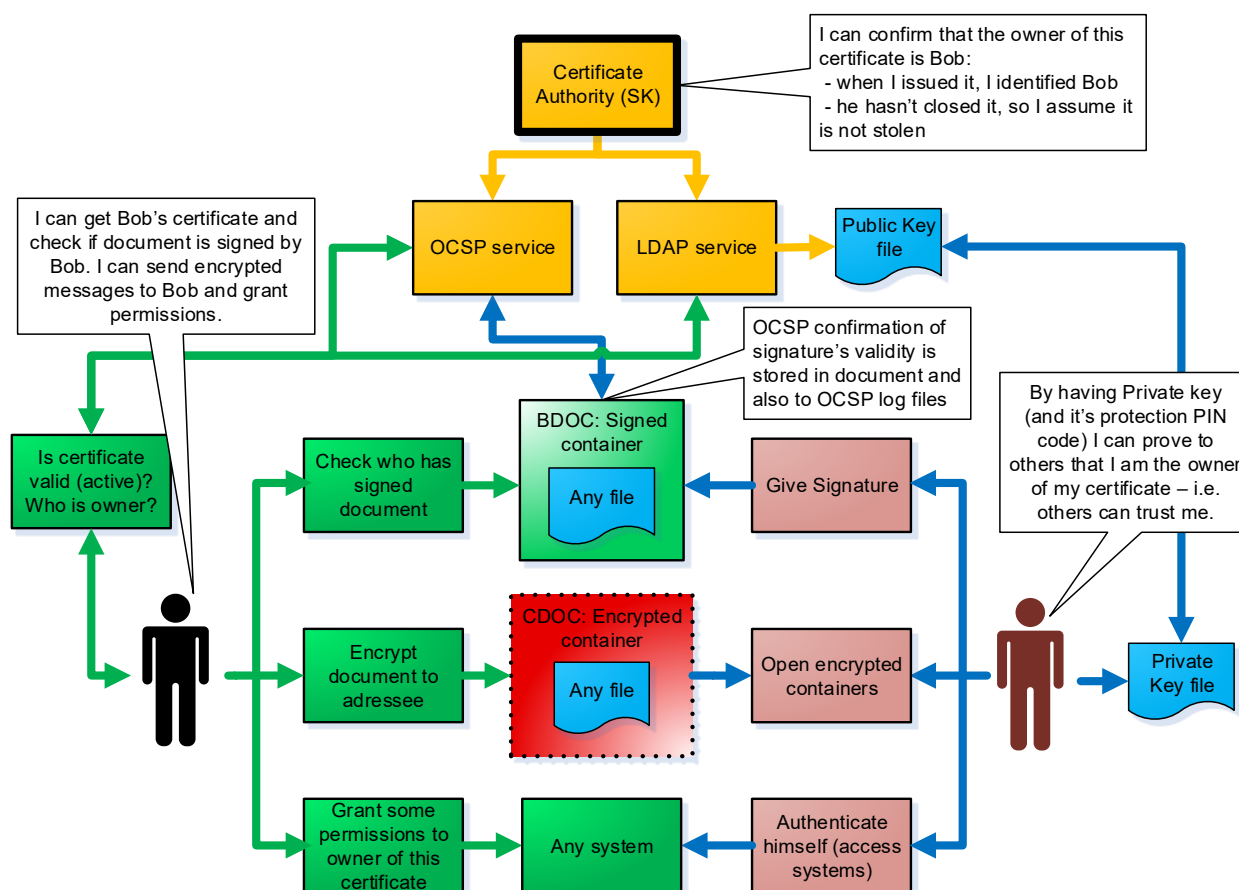 Certificate
Authority (SK)
I can confirm that the owner of this
certificate is Bob:
- when I issued it, I identified Bob
- he hasn’t closed it, so I assume it
is not stolen
I can get Bob’s certificate and
check if document is signed by
Bob. I can send encrypted
messages to Bob and grant
permissions.
OCSP service
LDAP service
Public Key
file
OCSP confirmation of
signature’s validity is
stored in document and
also to OCSP log files
By having Private key
(and it’s protection PIN
code) I can prove to
others that I am the owner
of my certificate – i.e.
others can trust me.
Is certificate
valid (active)?
Who is owner?
Check who has
signed
document
BDOC: Signed
container
Any file
Give Signature
Encrypt
document to
adressee
CDOC: Encrypted
container
Any file
Open encrypted
containers
Private
Key file
Grant some
permissions to
owner of this
certificate
Any system
Authenticate
himself (access
systems)